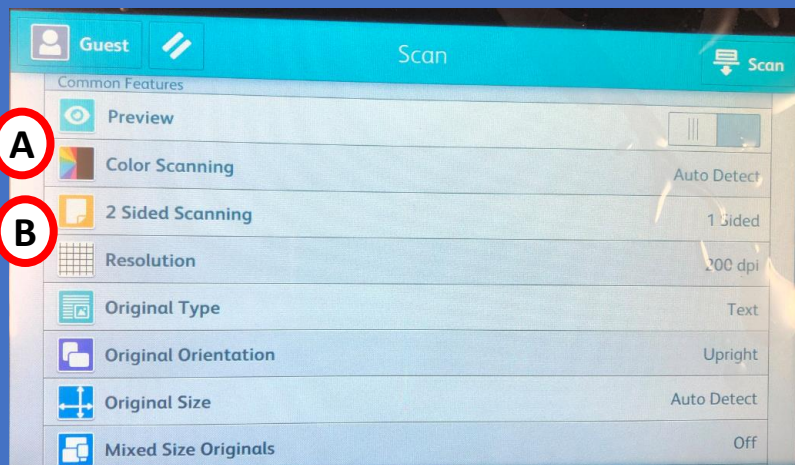 Guest
Scan
Scan
Common Features
Preview
A
Color Scanning Auto Detect
2 Sided Scanning 1 Sided
B
Resolution 200 dpi
Original Type Text
Original Orientation Upright
Original Size Auto Detect
Mixed Size Originals Off